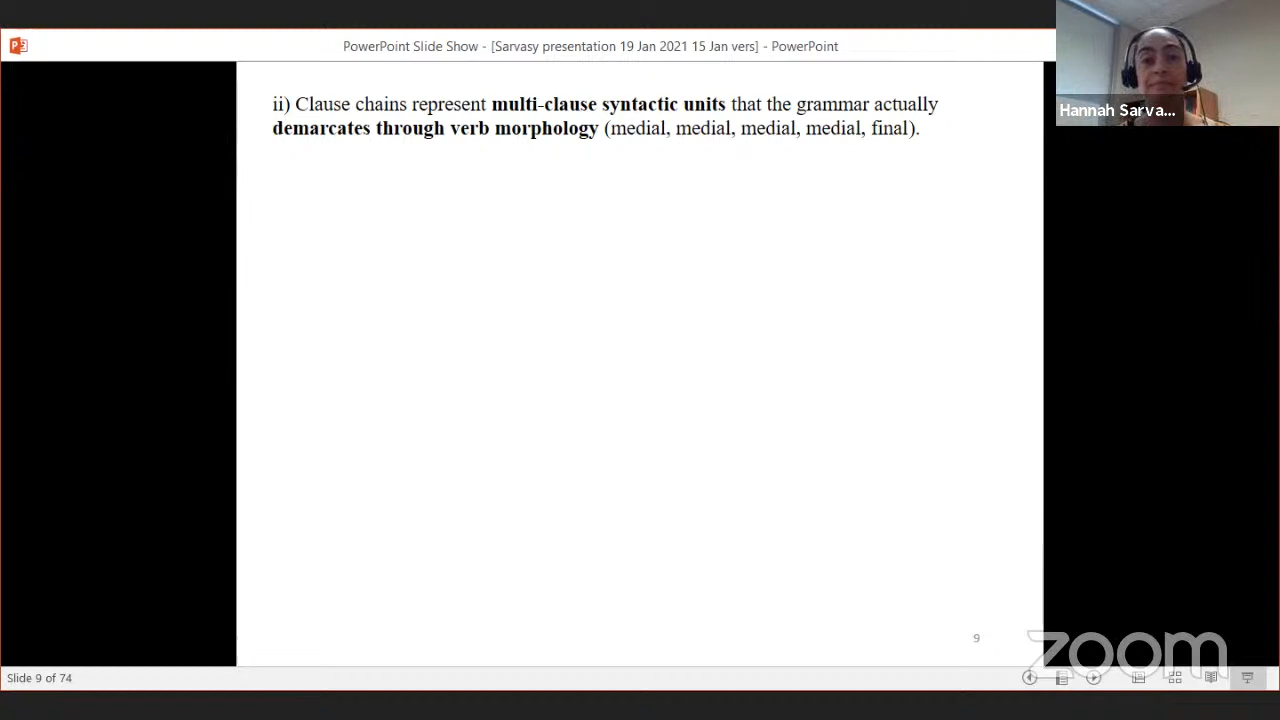 PowerPoint Slide Show - [Sarvasy presentation 19 Jan 2021 15 Jan vers] - PowerPoint
Hannah Sarva...
ii) Clause chains represent multi-clause syntactic units that the grammar actually
demarcates through verb morphology (medial, medial, medial, medial, final).
9
zoom
Slide 9 of 74